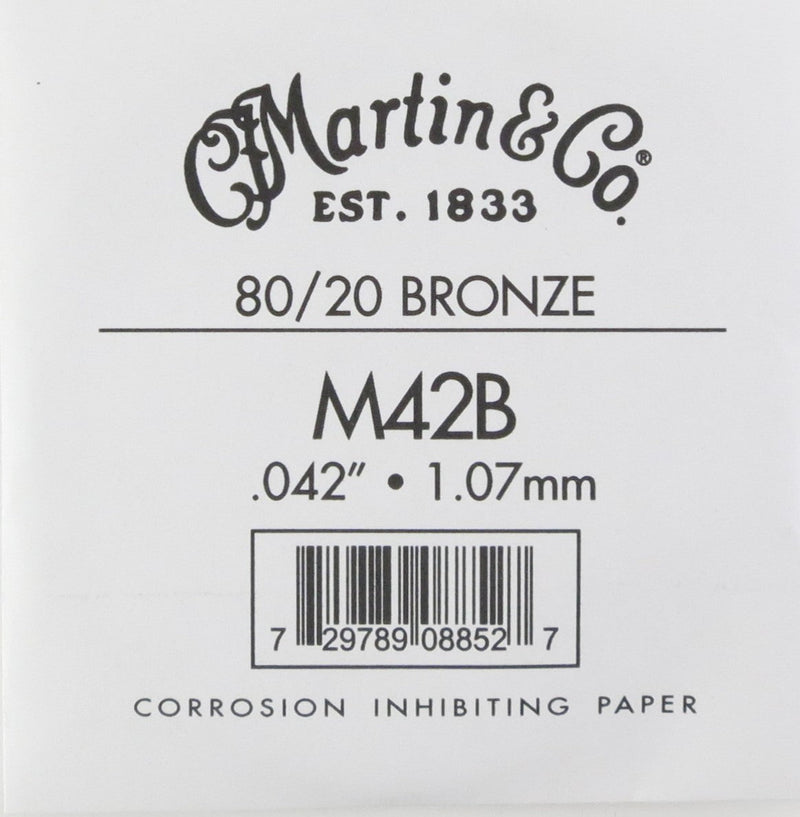 CFMartin & Co.®
EST. 1833
80/20 BRONZE
M42B
.042” • 1.07mm
7 29789 08852 7
CORROSION INHIBITING PAPER